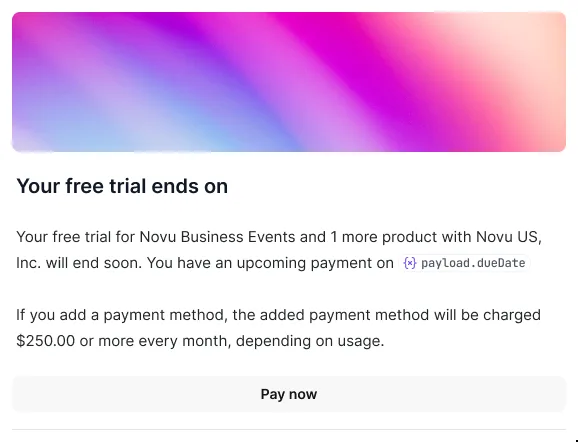 Your free trial ends on
Your free trial for Novu Business Events and 1 more product with Novu US,
Inc. will end soon. You have an upcoming payment on {×} payload.dueDate
If you add a payment method, the added payment method will be charged
$250.00 or more every month, depending on usage.
Pay now